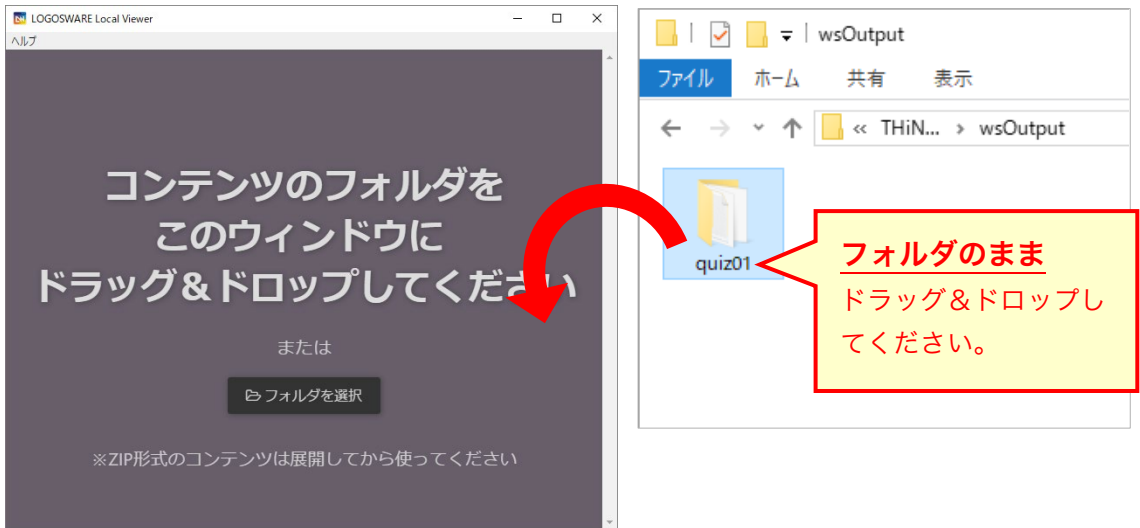 LOGOSWARE Local Viewer
ヘルプ
コンテンツのフォルダを
このウィンドウに
ドラッグ&ドロップしてください
または
フォルダを選択
※ZIP形式のコンテンツは展開してから使ってください
wsOutput
ファイル ホーム 共有 表示
« THiN... › wsOutput
quiz01
フォルダのまま
ドラッグ&ドロップし
てください。